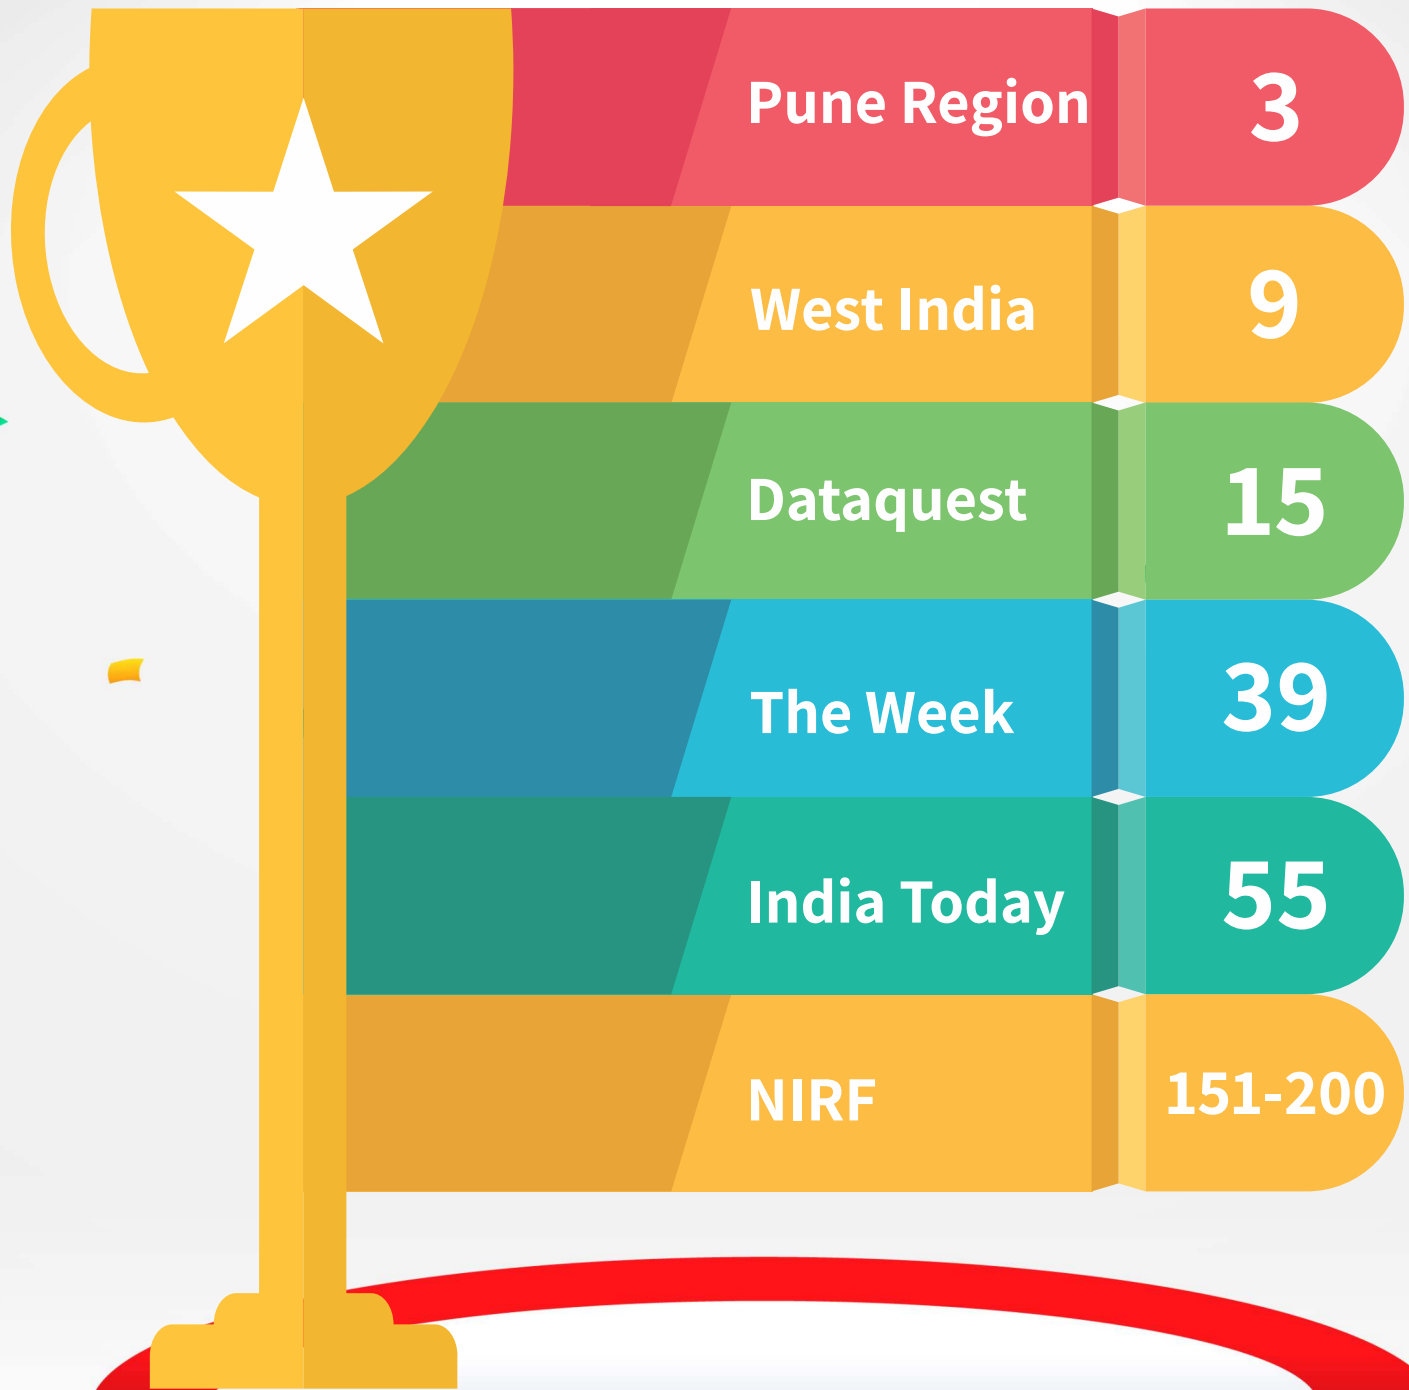 Pune Region 3
West India 9
Dataquest 15
The Week 39
India Today 55
NIRF 151-200